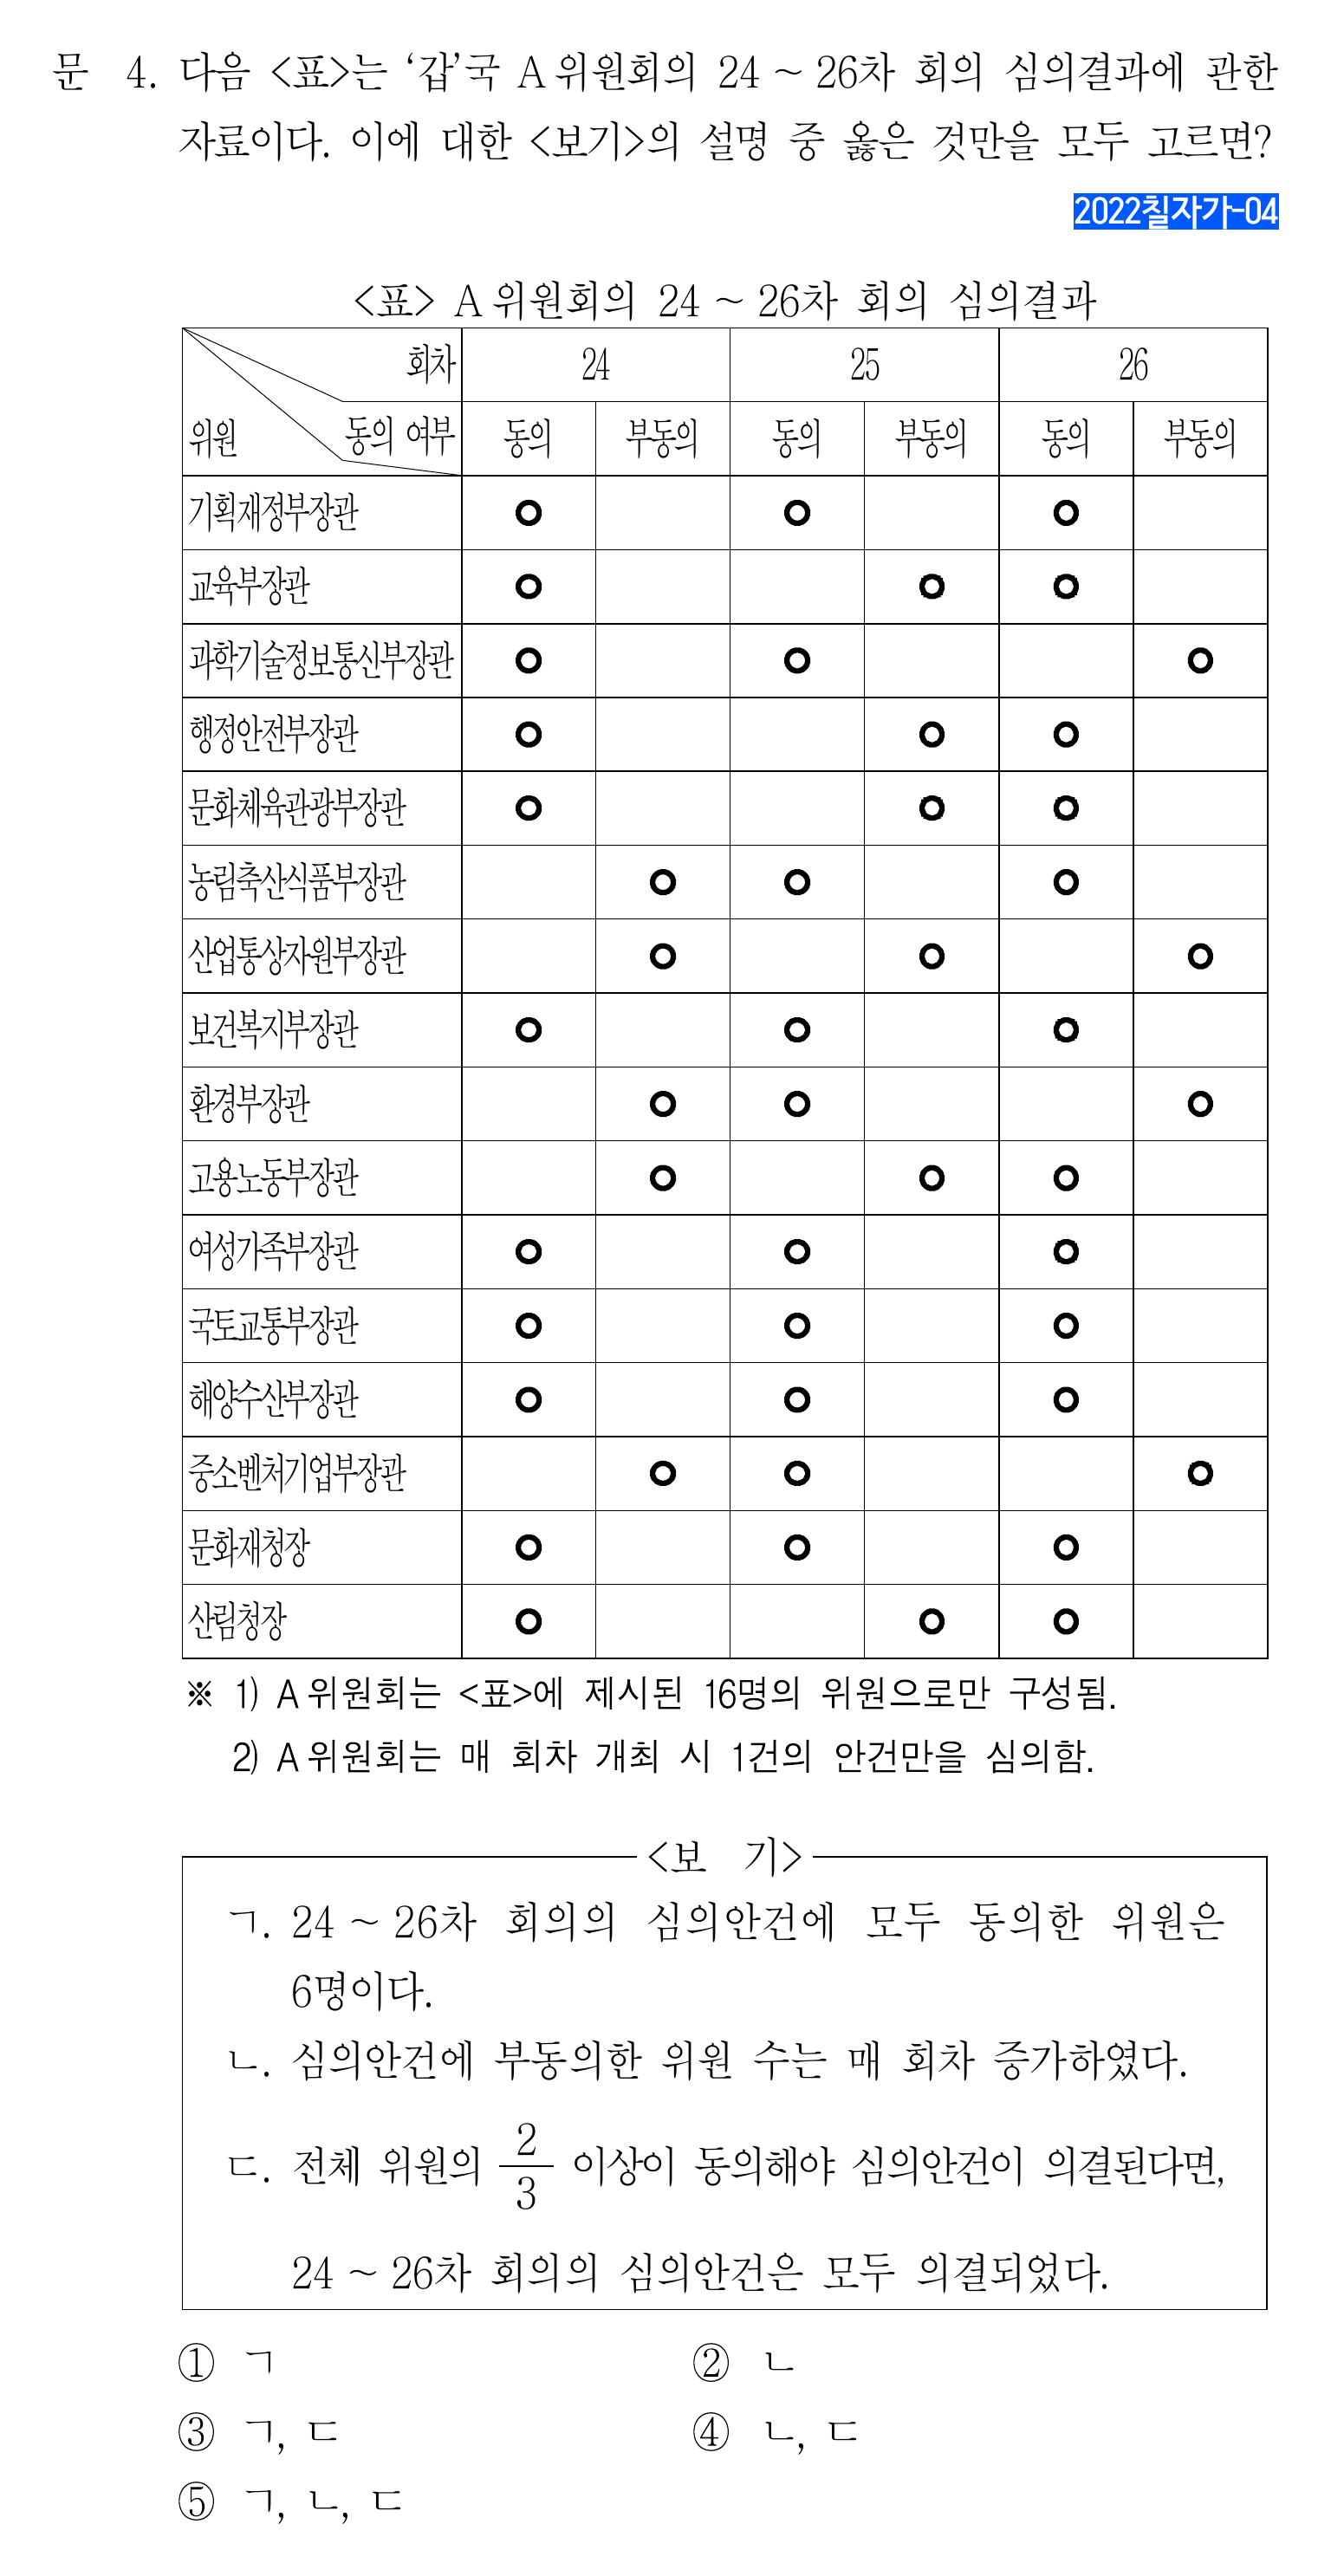 문 4. 다음 <표>는 ‘갑’국 A위원회의 24 ~ 26차 회의 심의결과에 관한
자료이다. 이에 대한 <보기>의 설명 중 옳은 것만을 모두 고르면?
2022칠자가-04
<표> A위원회의 24 ~ 26차 회의 심의결과
회차 24 25 26
위원 동의 여부 동의 부동의 동의 부동의 동의 부동의
기획재정부장관 ○ ○ ○
교육부장관 ○ ○ ○
과학기술정보통신부장관 ○ ○ ○
행정안전부장관 ○ ○ ○
문화체육관광부장관 ○ ○ ○
농림축산식품부장관 ○ ○ ○
산업통상자원부장관 ○ ○ ○
보건복지부장관 ○ ○ ○
환경부장관 ○ ○ ○
고용노동부장관 ○ ○ ○
여성가족부장관 ○ ○ ○
국토교통부장관 ○ ○ ○
해양수산부장관 ○ ○ ○
중소벤처기업부장관 ○ ○ ○
문화재청장 ○ ○ ○
산림청장 ○ ○ ○
※ 1) A위원회는 <표>에 제시된 16명의 위원으로만 구성됨.
2) A위원회는 매 회차 개최 시 1건의 안건만을 심의함.
<보 기>
ㄱ. 24 ~ 26차 회의의 심의안건에 모두 동의한 위원은
6명이다.
ㄴ. 심의안건에 부동의한 위원 수는 매 회차 증가하였다.
ㄷ. 전체 위원의 2/3 이상이 동의해야 심의안건이 의결된다면,
24 ~ 26차 회의의 심의안건은 모두 의결되었다.
① ㄱ ② ㄴ
③ ㄱ, ㄷ ④ ㄴ, ㄷ
⑤ ㄱ, ㄴ, ㄷ